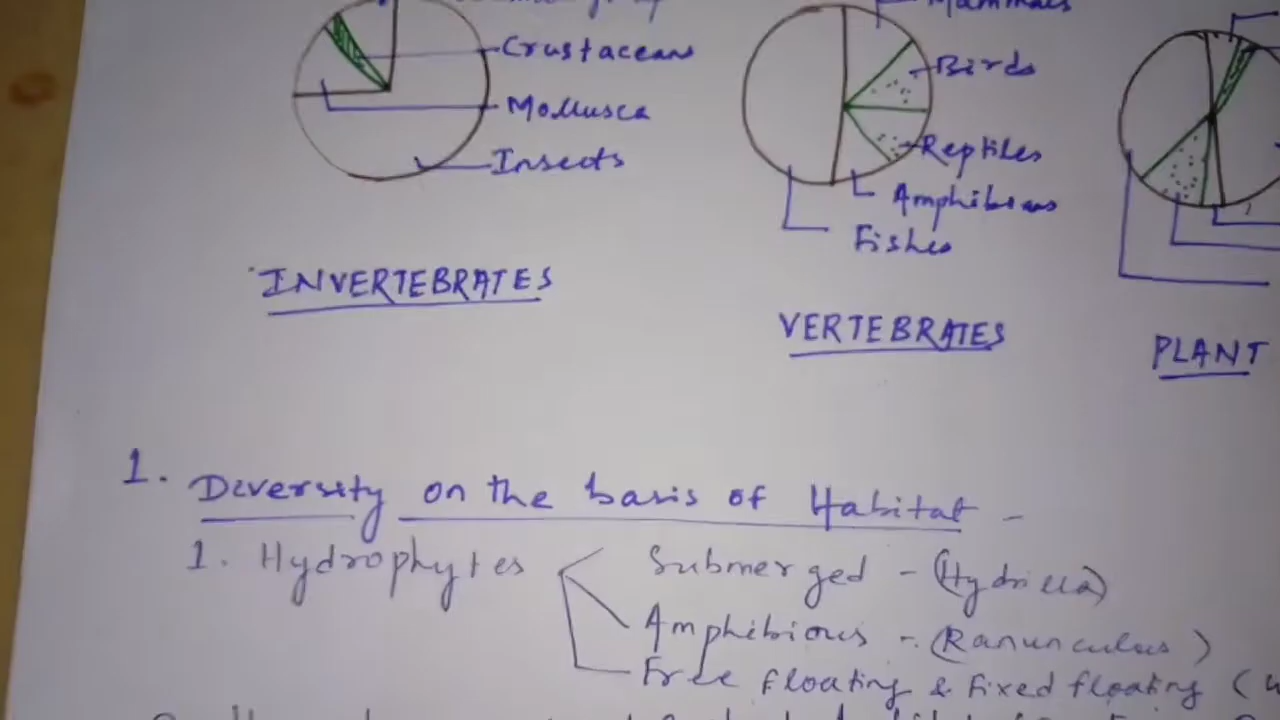 Mammals
Crustacean
Birds
Mollusca
Reptiles
Insects
Amphibians
Fishes
INVERTEBRATES
VERTEBRATES
PLANT
1. Diversity on the basis of Habitat -
1. Hydrophytes Submerged - (Hydrilla)
Amphibious - (Ranunculus)
Free floating & Fixed floating (